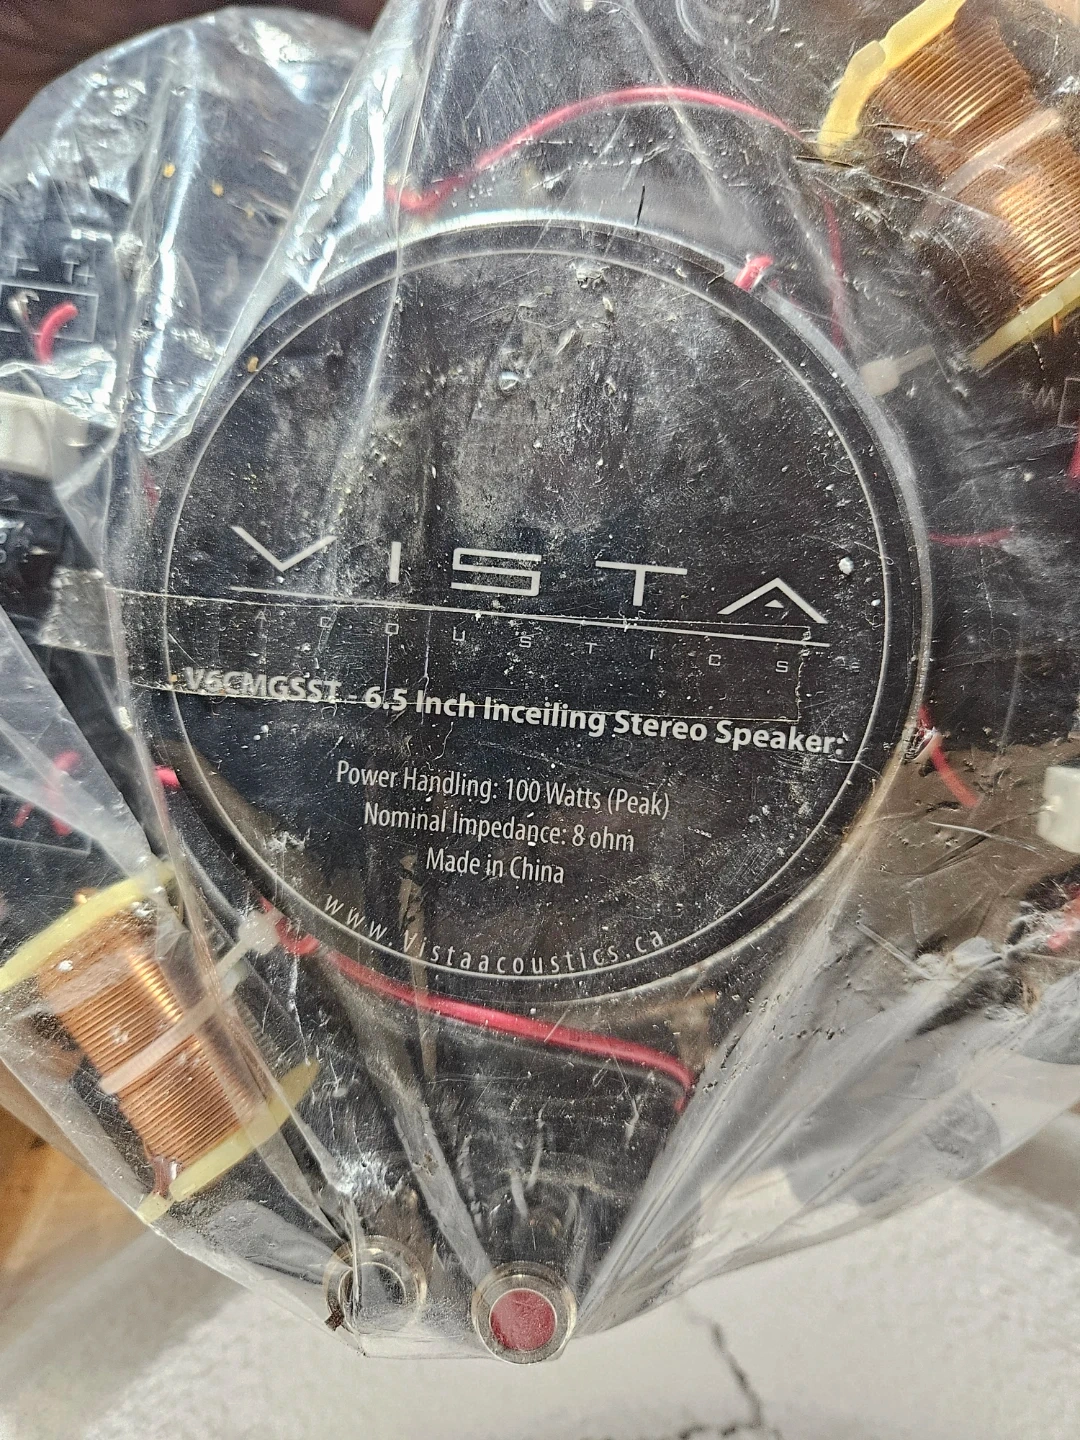 VISTA
ACOUSTICS
V6CMGSST - 6.5 Inch Inceiling Stereo Speaker:
Power Handling: 100 Watts (Peak)
Nominal Impedance: 8 ohm
Made in China
www.Vistaacoustics.ca
T+
W+